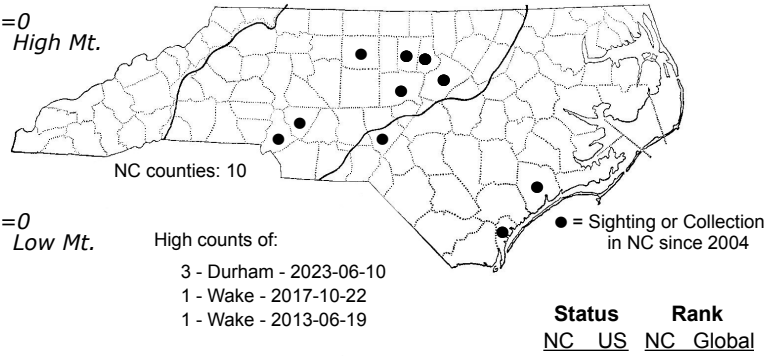 =0
High Mt.
NC counties: 10
=0
Low Mt.
High counts of:
3 - Durham - 2023-06-10
1 - Wake - 2017-10-22
1 - Wake - 2013-06-19
● = Sighting or Collection
in NC since 2004
Status Rank
NC US NC Global